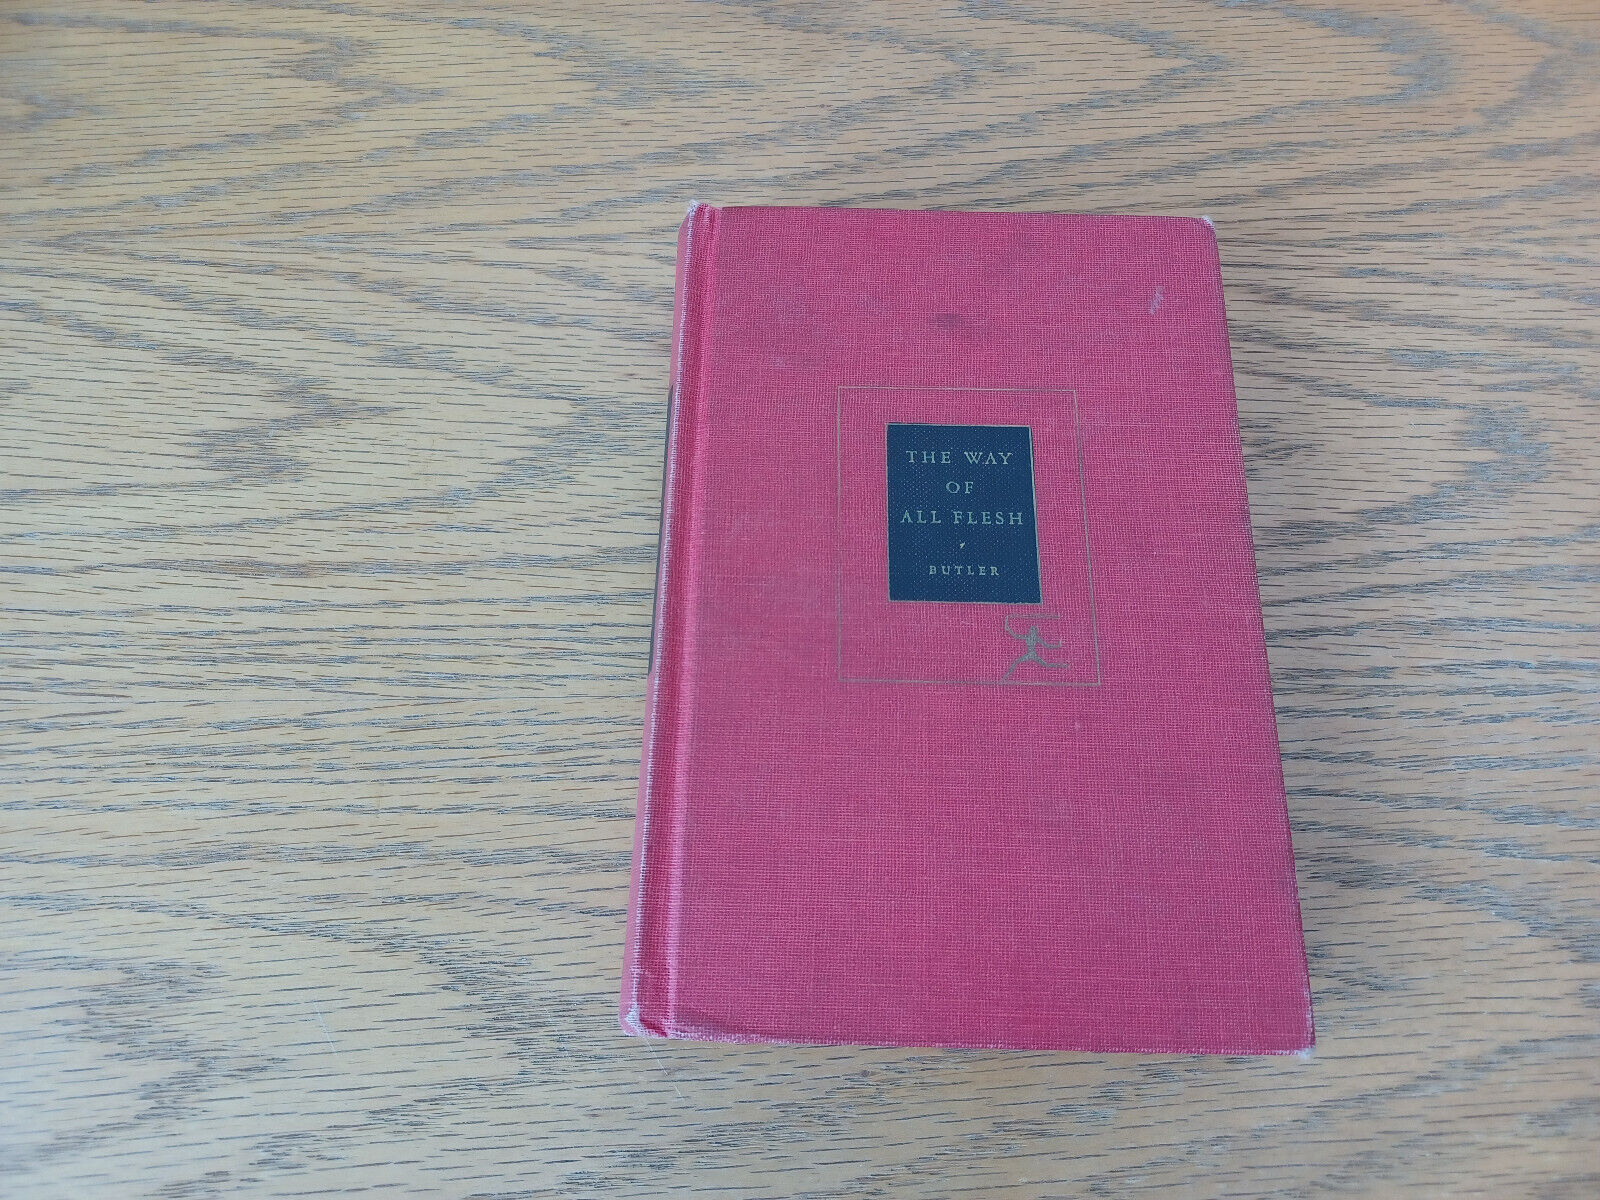 THE WAY
OF
ALL FLESH
BUTLER